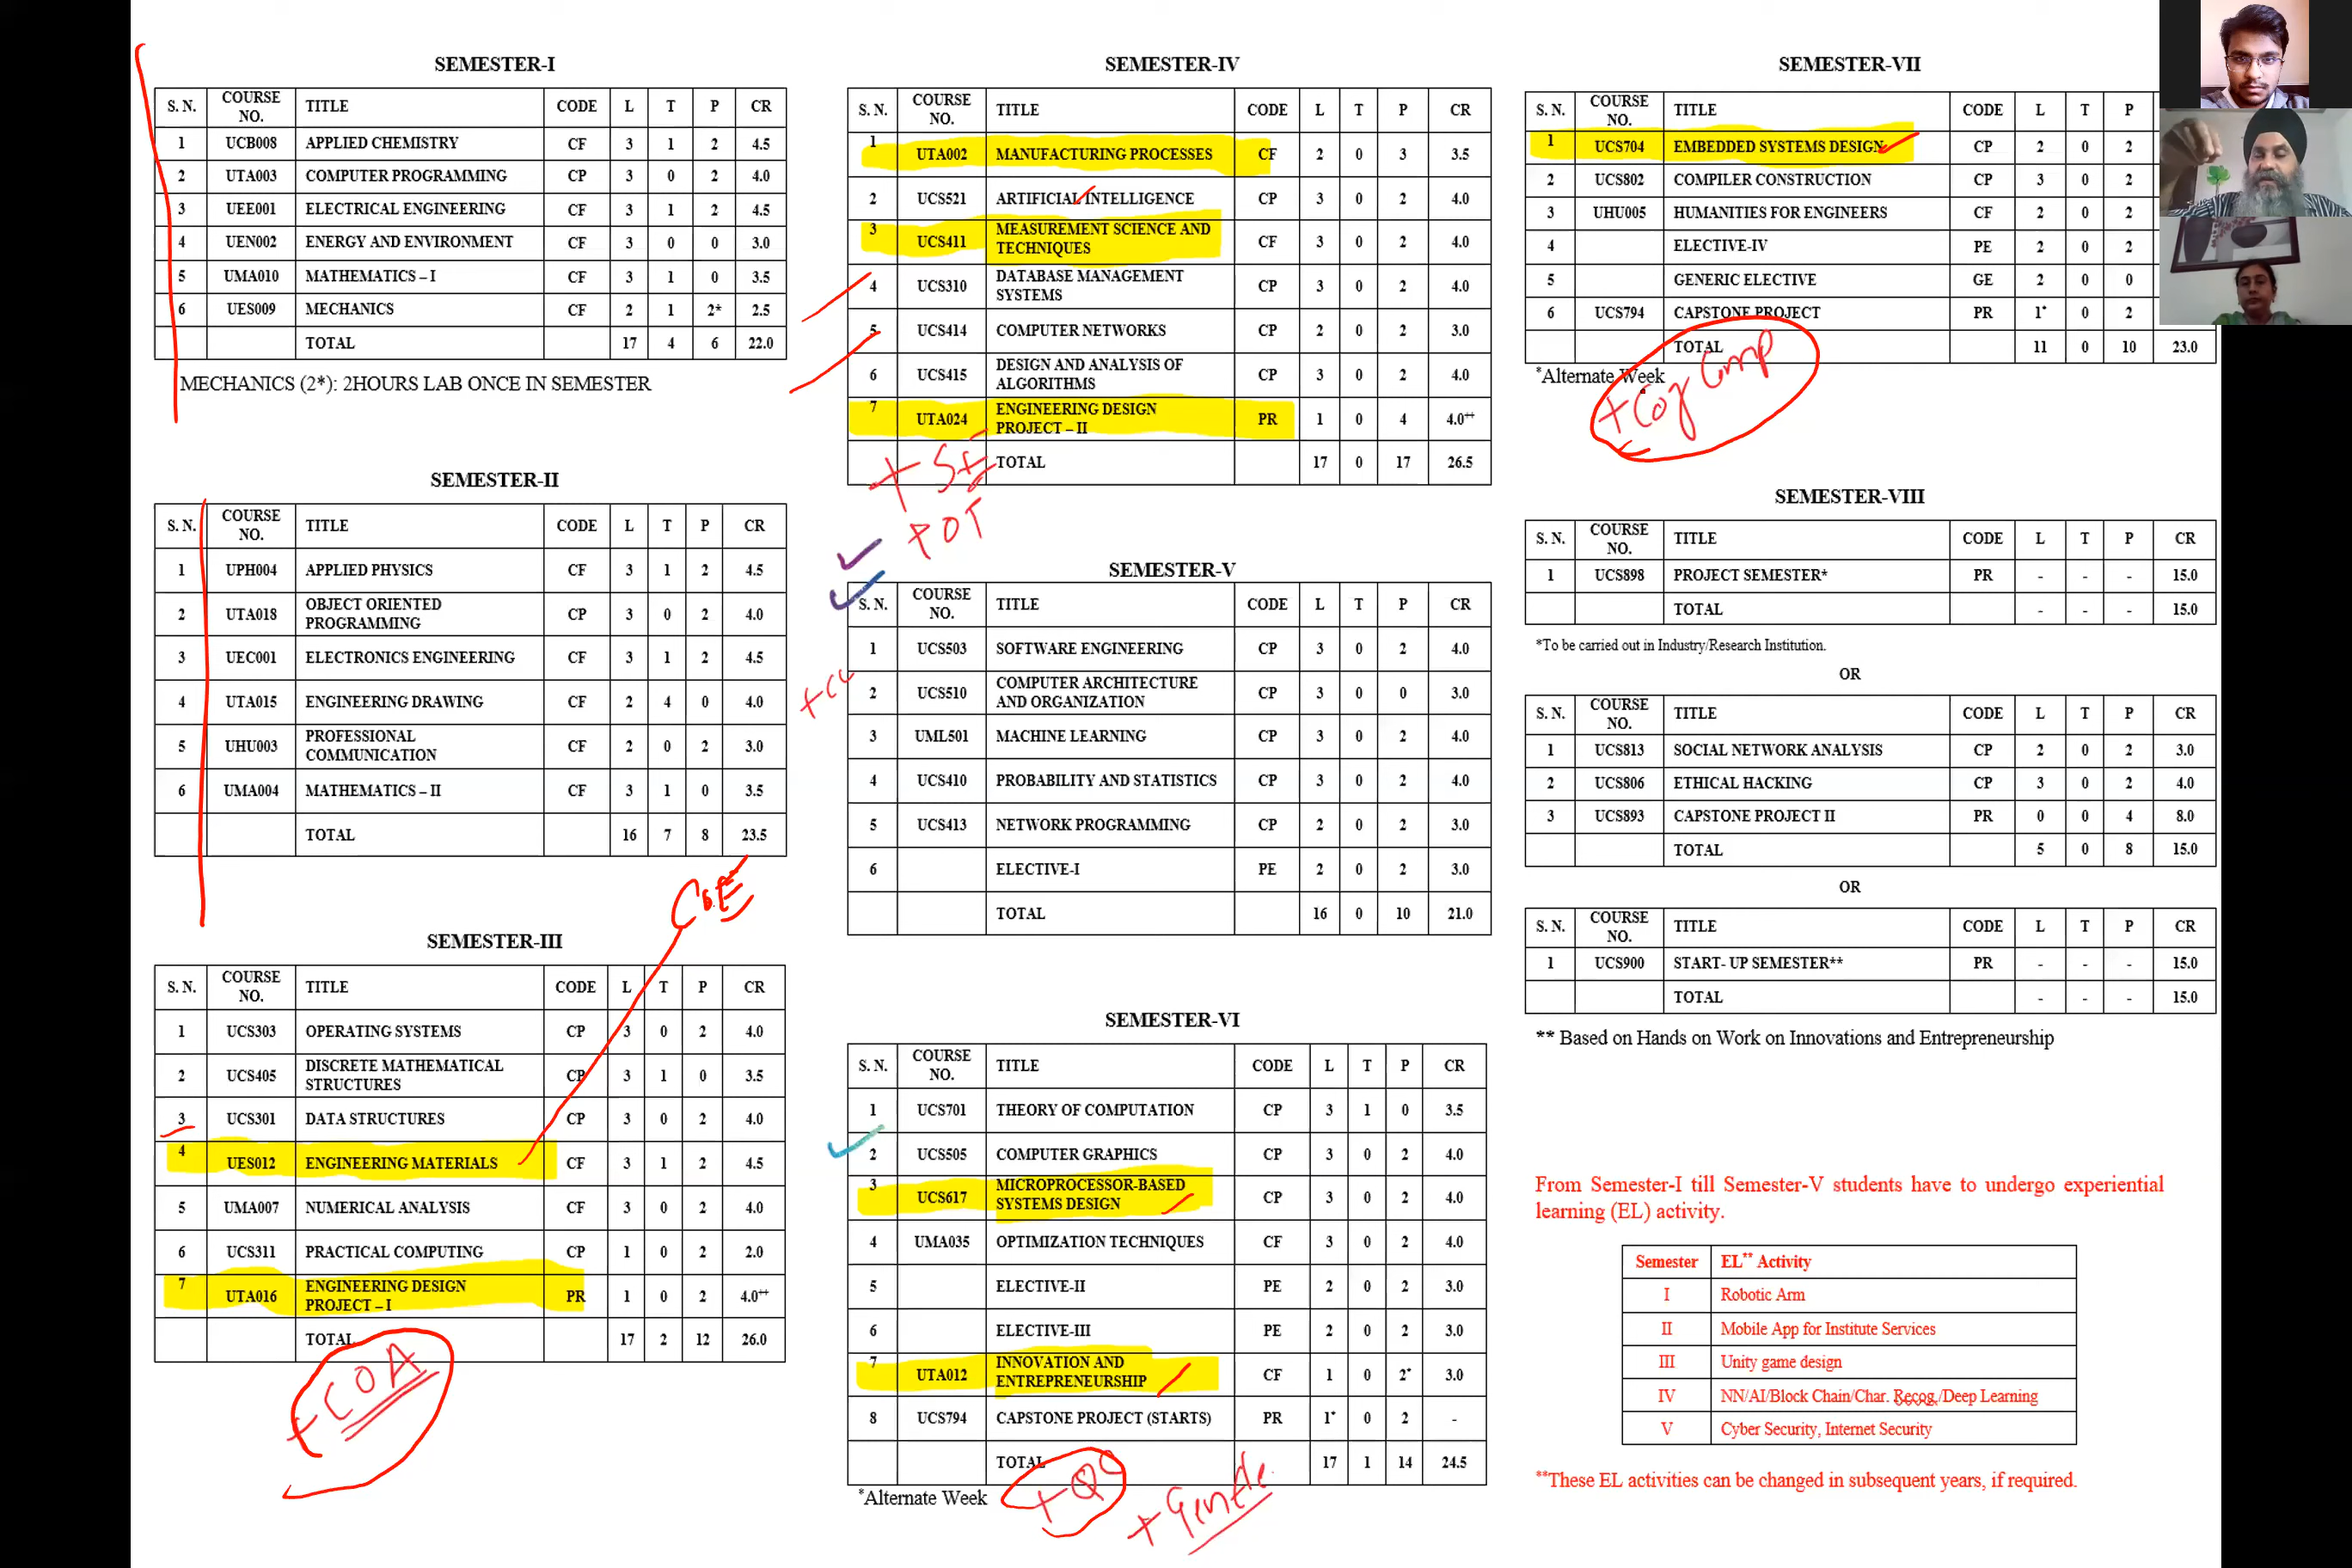 SEMESTER-I
S. N. COURSE NO. TITLE CODE L T P CR
1 UCB008 APPLIED CHEMISTRY CF 3 1 2 4.5
2 UTA003 COMPUTER PROGRAMMING CP 3 0 2 4.0
3 UEE001 ELECTRICAL ENGINEERING CF 3 1 2 4.5
4 UEN002 ENERGY AND ENVIRONMENT CF 3 0 0 3.0
5 UMA010 MATHEMATICS – I CF 3 1 0 3.5
6 UES009 MECHANICS CF 2 1 2* 2.5
TOTAL 17 4 6 22.0
MECHANICS (2*): 2HOURS LAB ONCE IN SEMESTER
SEMESTER-II
S. N. COURSE NO. TITLE CODE L T P CR
1 UPH004 APPLIED PHYSICS CF 3 1 2 4.5
2 UTA018 OBJECT ORIENTED PROGRAMMING CP 3 0 2 4.0
3 UEC001 ELECTRONICS ENGINEERING CF 3 1 2 4.5
4 UTA015 ENGINEERING DRAWING CF 2 4 0 4.0
5 UHU003 PROFESSIONAL COMMUNICATION CF 2 0 2 3.0
6 UMA004 MATHEMATICS – II CF 3 1 0 3.5
TOTAL 16 7 8 23.5
SEMESTER-III
S. N. COURSE NO. TITLE CODE L T P CR
1 UCS303 OPERATING SYSTEMS CP 3 0 2 4.0
2 UCS405 DISCRETE MATHEMATICAL STRUCTURES CP 3 1 0 3.5
3 UCS301 DATA STRUCTURES CP 3 0 2 4.0
4 UES012 ENGINEERING MATERIALS CF 3 1 2 4.5
5 UMA007 NUMERICAL ANALYSIS CF 3 0 2 4.0
6 UCS311 PRACTICAL COMPUTING CP 1 0 2 2.0
7 UTA016 ENGINEERING DESIGN PROJECT – I PR 1 0 2 4.0++
TOTAL 17 2 12 26.0
+ COA
SEMESTER-IV
S. N. COURSE NO. TITLE CODE L T P CR
1 UTA002 MANUFACTURING PROCESSES CF 2 0 3 3.5
2 UCS521 ARTIFICIAL INTELLIGENCE CP 3 0 2 4.0
3 UCS411 MEASUREMENT SCIENCE AND TECHNIQUES CF 3 0 2 4.0
4 UCS310 DATABASE MANAGEMENT SYSTEMS CP 3 0 2 4.0
5 UCS414 COMPUTER NETWORKS CP 2 0 2 3.0
6 UCS415 DESIGN AND ANALYSIS OF ALGORITHMS CP 3 0 2 4.0
7 UTA024 ENGINEERING DESIGN PROJECT – II PR 1 0 4 4.0++
TOTAL 17 0 17 26.5
+ SE
SEMESTER-V
S. N. COURSE NO. TITLE CODE L T P CR
1 UCS503 SOFTWARE ENGINEERING CP 3 0 2 4.0
2 UCS510 COMPUTER ARCHITECTURE AND ORGANIZATION CP 3 0 0 3.0
3 UML501 MACHINE LEARNING CP 3 0 2 4.0
4 UCS410 PROBABILITY AND STATISTICS CP 3 0 2 4.0
5 UCS413 NETWORK PROGRAMMING CP 2 0 2 3.0
6 ELECTIVE-I PE 2 0 2 3.0
TOTAL 16 0 10 21.0
SEMESTER-VI
S. N. COURSE NO. TITLE CODE L T P CR
1 UCS701 THEORY OF COMPUTATION CP 3 1 0 3.5
2 UCS505 COMPUTER GRAPHICS CP 3 0 2 4.0
3 UCS617 MICROPROCESSOR-BASED SYSTEMS DESIGN CP 3 0 2 4.0
4 UMA035 OPTIMIZATION TECHNIQUES CF 3 0 2 4.0
5 ELECTIVE-II PE 2 0 2 3.0
6 ELECTIVE-III PE 2 0 2 3.0
7 UTA012 INNOVATION AND ENTREPRENEURSHIP CF 1 0 2* 3.0
8 UCS794 CAPSTONE PROJECT (STARTS) PR 1* 0 2 -
TOTAL 17 1 14 24.5
*Alternate Week
SEMESTER-VII
S. N. COURSE NO. TITLE CODE L T P
1 UCS704 EMBEDDED SYSTEMS DESIGN CP 2 0 2
2 UCS802 COMPILER CONSTRUCTION CP 3 0 2
3 UHU005 HUMANITIES FOR ENGINEERS CF 2 0 2
4 ELECTIVE-IV PE 2 0 2
5 GENERIC ELECTIVE GE 2 0 0
6 UCS794 CAPSTONE PROJECT PR 1* 0 2
TOTAL 11 0 10 23.0
*Alternate Week
+ Cog Comp
SEMESTER-VIII
S. N. COURSE NO. TITLE CODE L T P CR
1 UCS898 PROJECT SEMESTER* PR - - - 15.0
TOTAL - - - 15.0
*To be carried out in Industry/Research Institution.
OR
S. N. COURSE NO. TITLE CODE L T P CR
1 UCS813 SOCIAL NETWORK ANALYSIS CP 2 0 2 3.0
2 UCS806 ETHICAL HACKING CP 3 0 2 4.0
3 UCS893 CAPSTONE PROJECT II PR 0 0 4 8.0
TOTAL 5 0 8 15.0
OR
S. N. COURSE NO. TITLE CODE L T P CR
1 UCS900 START- UP SEMESTER** PR - - - 15.0
TOTAL - - - 15.0
** Based on Hands on Work on Innovations and Entrepreneurship
From Semester-I till Semester-V students have to undergo experiential
learning (EL) activity.
Semester EL** Activity
I Robotic Arm
II Mobile App for Institute Services
III Unity game design
IV NN/AI/Block Chain/Char. Recog./Deep Learning
V Cyber Security, Internet Security
**These EL activities can be changed in subsequent years, if required.